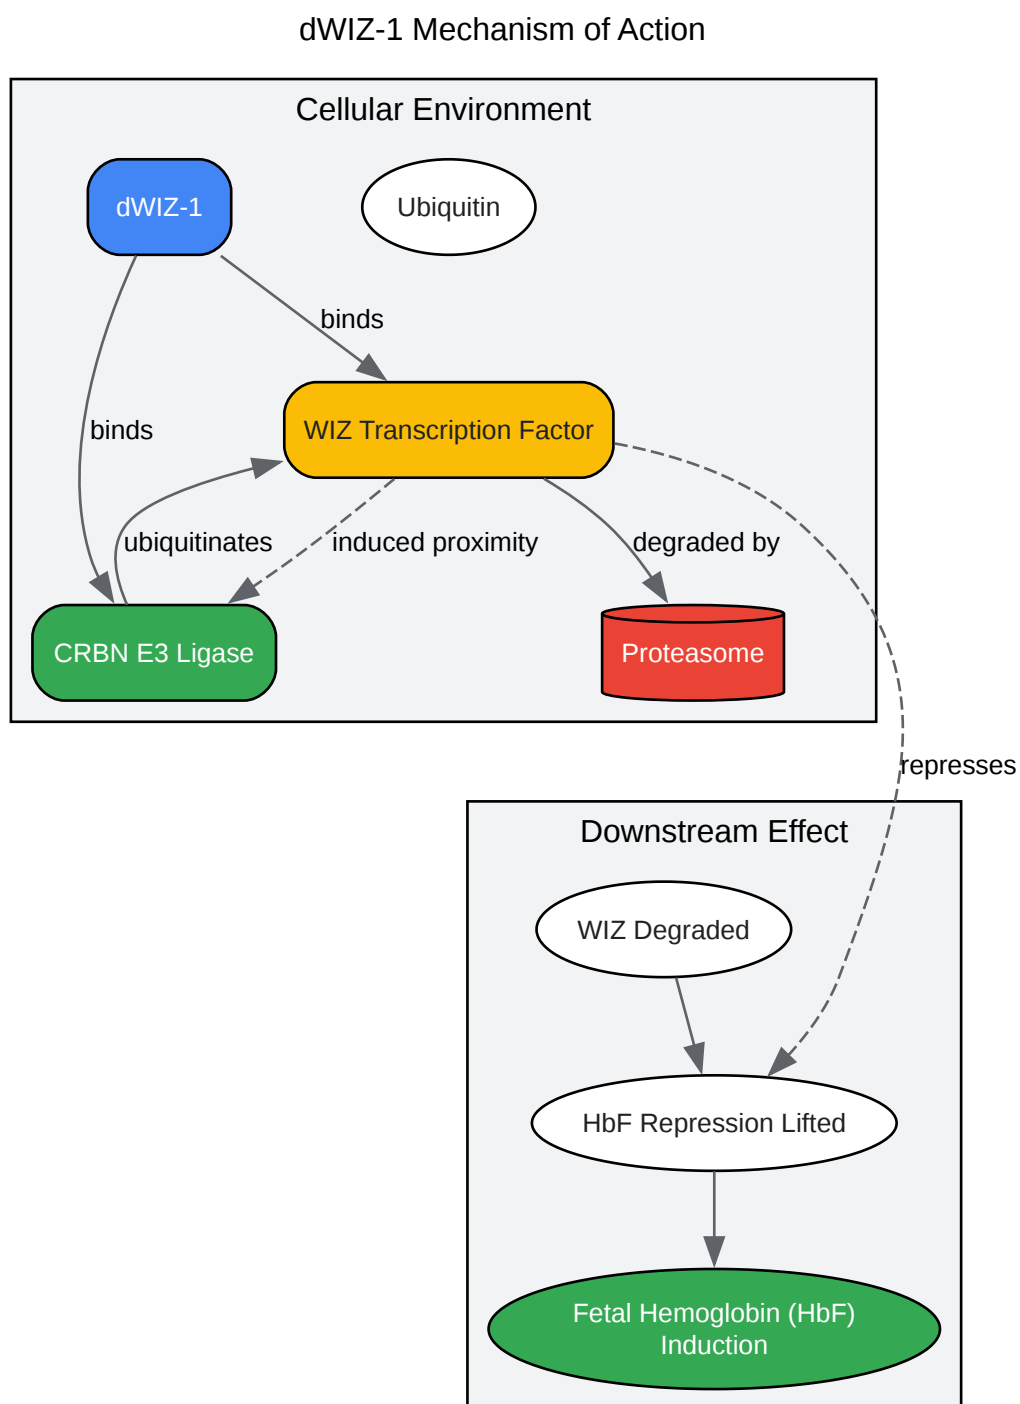 dWIZ-1 Mechanism of Action
Cellular Environment
dWIZ-1
Ubiquitin
binds
WIZ Transcription Factor
binds
ubiquitinates
induced proximity
degraded by
CRBN E3 Ligase
Proteasome
represses
Downstream Effect
WIZ Degraded
HbF Repression Lifted
Fetal Hemoglobin (HbF)
Induction